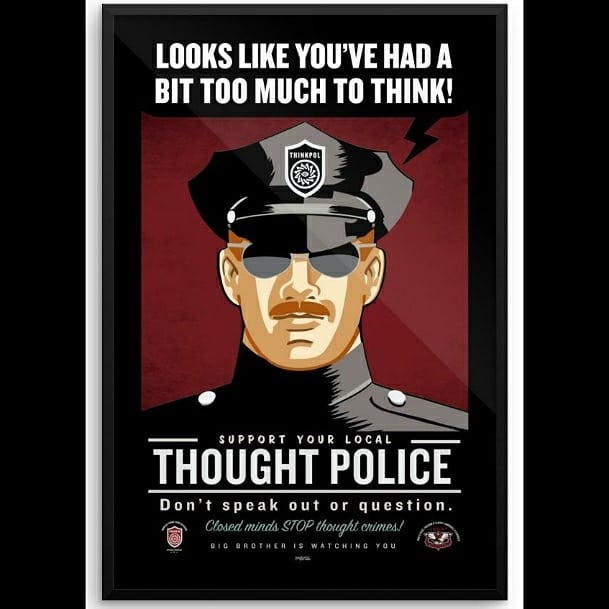 LOOKS LIKE YOU'VE HAD A
BIT TOO MUCH TO THINK!
THINKPOL
SUPPORT YOUR LOCAL
THOUGHT POLICE
Don't speak out or question.
Closed minds STOP thought crimes!
BIG BROTHER IS WATCHING YOU